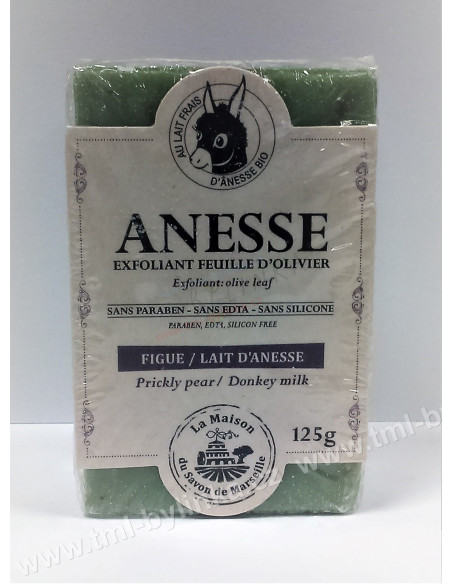 AU LAIT FRAIS
D'ÂNESSE BIO
ANESSE
EXFOLIANT FEUILLE D'OLIVIER
Exfoliant: olive leaf
SANS PARABEN - SANS EDTA - SANS SILICONE
PARABEN, EDTA, SILICON FREE
FIGUE / LAIT D'ANESSE
Prickly pear / Donkey milk
La Maison
du Savon de Marseille
125g